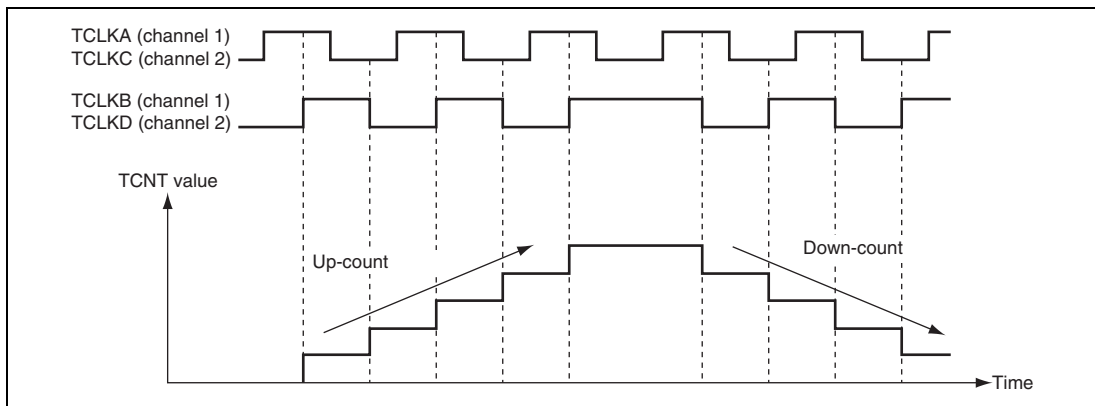 TCLKA (channel 1)
TCLKC (channel 2)
TCLKB (channel 1)
TCLKD (channel 2)
TCNT value
Up-count
Down-count
Time